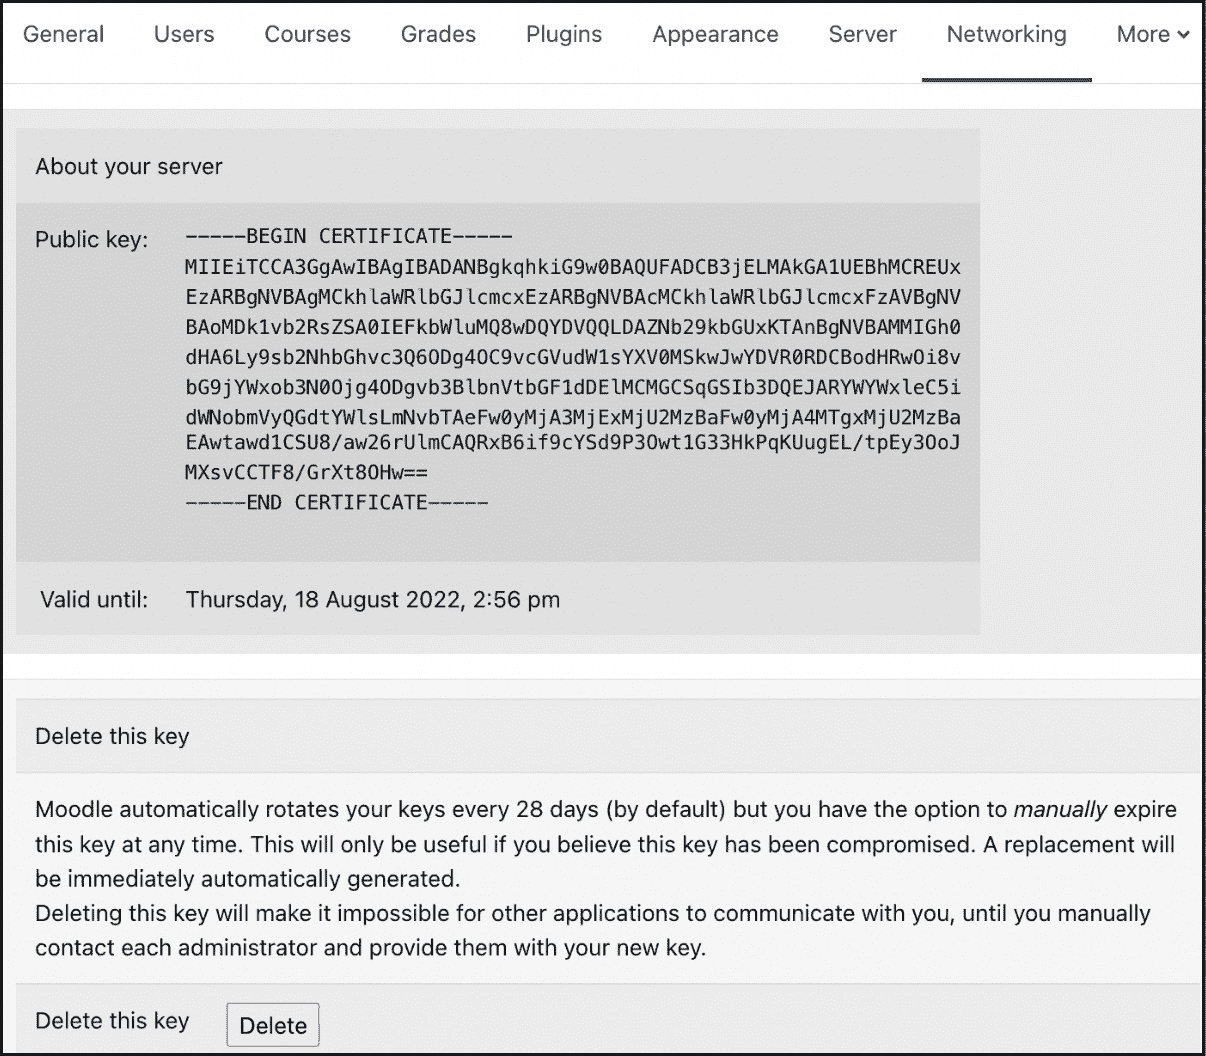 General Users Courses Grades Plugins Appearance Server Networking More
About your server
Public key: -----BEGIN CERTIFICATE-----
MIIEiTCCA3GgAwIBAgIBADANBgkqhkiG9w0BAQUFADCB3jELMAkGA1UEBhMCREUx
EzARBgNVBAgMCkhlaWRlbGJlcmcxEzARBgNVBAcMCkhlaWRlbGJlcmcxFzAVBgNV
BAoMDk1vb2RsZSA0IEFkbWluMQ8wDQYDVQQLDAZNb29kbGUxKTAnBgNVBAMMIGh0
dHA6Ly9sb2NhbGhvc3Q6ODg4OC9vcGVudW1sYXV0MSkwJwYDVR0RDCBodHRwOi8v
bG9jYWxob3N0Ojg4ODgvb3BlbnVtbGF1dDElMCMGCSqGSIb3DQEJARYWYWxleC5i
dWNobmVyQGdtYWlsLmNvbTAeFw0yMjA3MjExMjU2MzBaFw0yMjA4MTgxMjU2MzBa
EAwtawd1CSU8/aw26rUlmCAQRxB6if9cYSd9P3Owt1G33HkPqKUugEL/tpEy3OoJ
MXsvCCTF8/GrXt8OHw==
-----END CERTIFICATE-----
Valid until: Thursday, 18 August 2022, 2:56 pm
Delete this key
Moodle automatically rotates your keys every 28 days (by default) but you have the option to manually expire
this key at any time. This will only be useful if you believe this key has been compromised. A replacement will
be immediately automatically generated.
Deleting this key will make it impossible for other applications to communicate with you, until you manually
contact each administrator and provide them with your new key.
Delete this key Delete